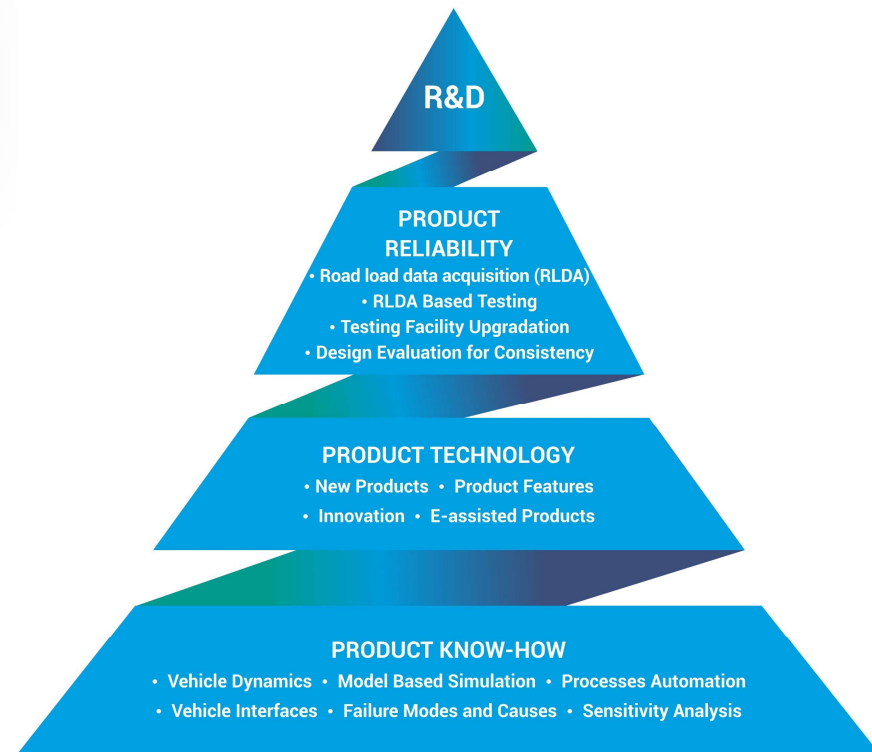 R&D
PRODUCT
RELIABILITY
• Road load data acquisition (RLDA)
• RLDA Based Testing
• Testing Facility Upgradation
• Design Evaluation for Consistency
PRODUCT TECHNOLOGY
• New Products • Product Features
• Innovation • E-assisted Products
PRODUCT KNOW-HOW
• Vehicle Dynamics • Model Based Simulation • Processes Automation
• Vehicle Interfaces • Failure Modes and Causes • Sensitivity Analysis